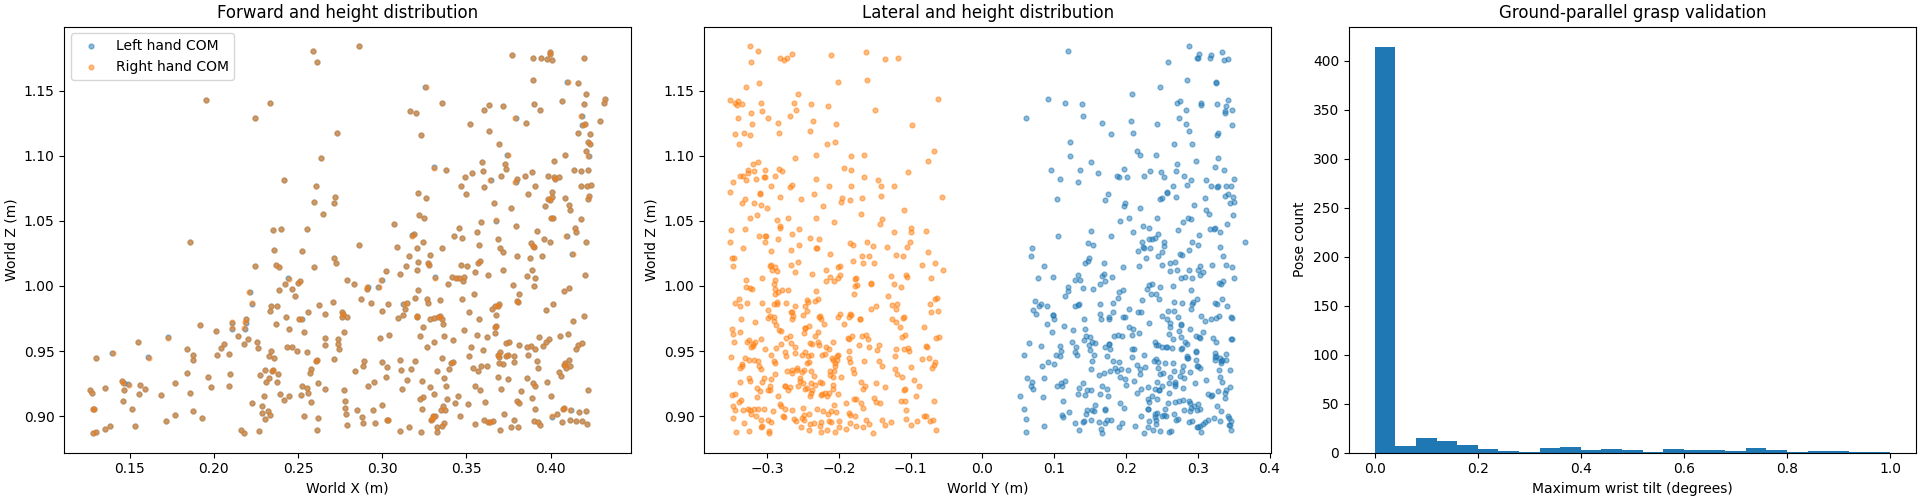 Forward and height distribution
Left hand COM
Right hand COM
1.15
1.10
1.05
1.00
0.95
0.90
World Z (m)
0.15 0.20 0.25 0.30 0.35 0.40
World X (m)
Lateral and height distribution
1.15
1.10
1.05
1.00
0.95
0.90
World Z (m)
−0.3 −0.2 −0.1 0.0 0.1 0.2 0.3 0.4
World Y (m)
Ground-parallel grasp validation
400
350
300
250
200
150
100
50
0
Pose count
0.0 0.2 0.4 0.6 0.8 1.0
Maximum wrist tilt (degrees)